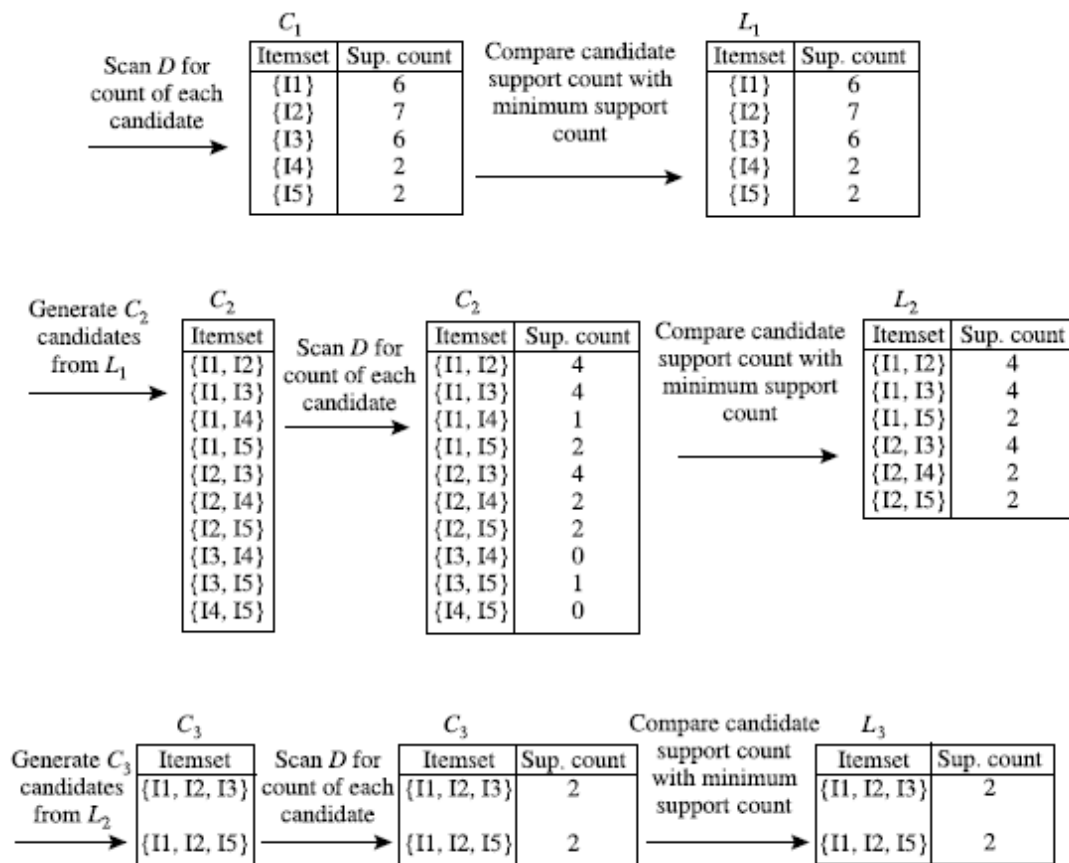 C1
L1
Scan D for
count of each
candidate
Itemset Sup. count
{I1} 6
{I2} 7
{I3} 6
{I4} 2
{I5} 2
Compare candidate
support count with
minimum support
count
Itemset Sup. count
{I1} 6
{I2} 7
{I3} 6
{I4} 2
{I5} 2
Generate C2
candidates
from L1
C2
Itemset
{I1, I2}
{I1, I3}
{I1, I4}
{I1, I5}
{I2, I3}
{I2, I4}
{I2, I5}
{I3, I4}
{I3, I5}
{I4, I5}
Scan D for
count of each
candidate
C2
Itemset Sup. count
{I1, I2} 4
{I1, I3} 4
{I1, I4} 1
{I1, I5} 2
{I2, I3} 4
{I2, I4} 2
{I2, I5} 2
{I3, I4} 0
{I3, I5} 1
{I4, I5} 0
Compare candidate
support count with
minimum support
count
L2
Itemset Sup. count
{I1, I2} 4
{I1, I3} 4
{I1, I5} 2
{I2, I3} 4
{I2, I4} 2
{I2, I5} 2
Generate C3
candidates
from L2
C3
Itemset
{I1, I2, I3}
{I1, I2, I5}
Scan D for
count of each
candidate
C3
Itemset Sup. count
{I1, I2, I3} 2
{I1, I2, I5} 2
Compare candidate
support count
with minimum
support count
L3
Itemset Sup. count
{I1, I2, I3} 2
{I1, I2, I5} 2